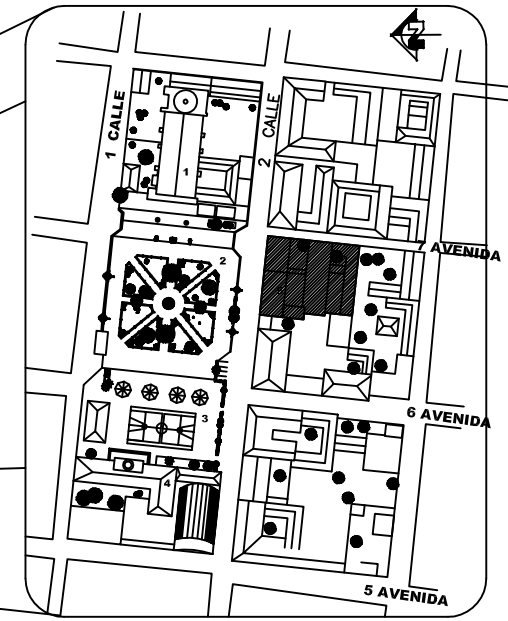 N
1 CALLE
2 CALLE
1
7 AVENIDA
2
6 AVENIDA
3
4
5 AVENIDA